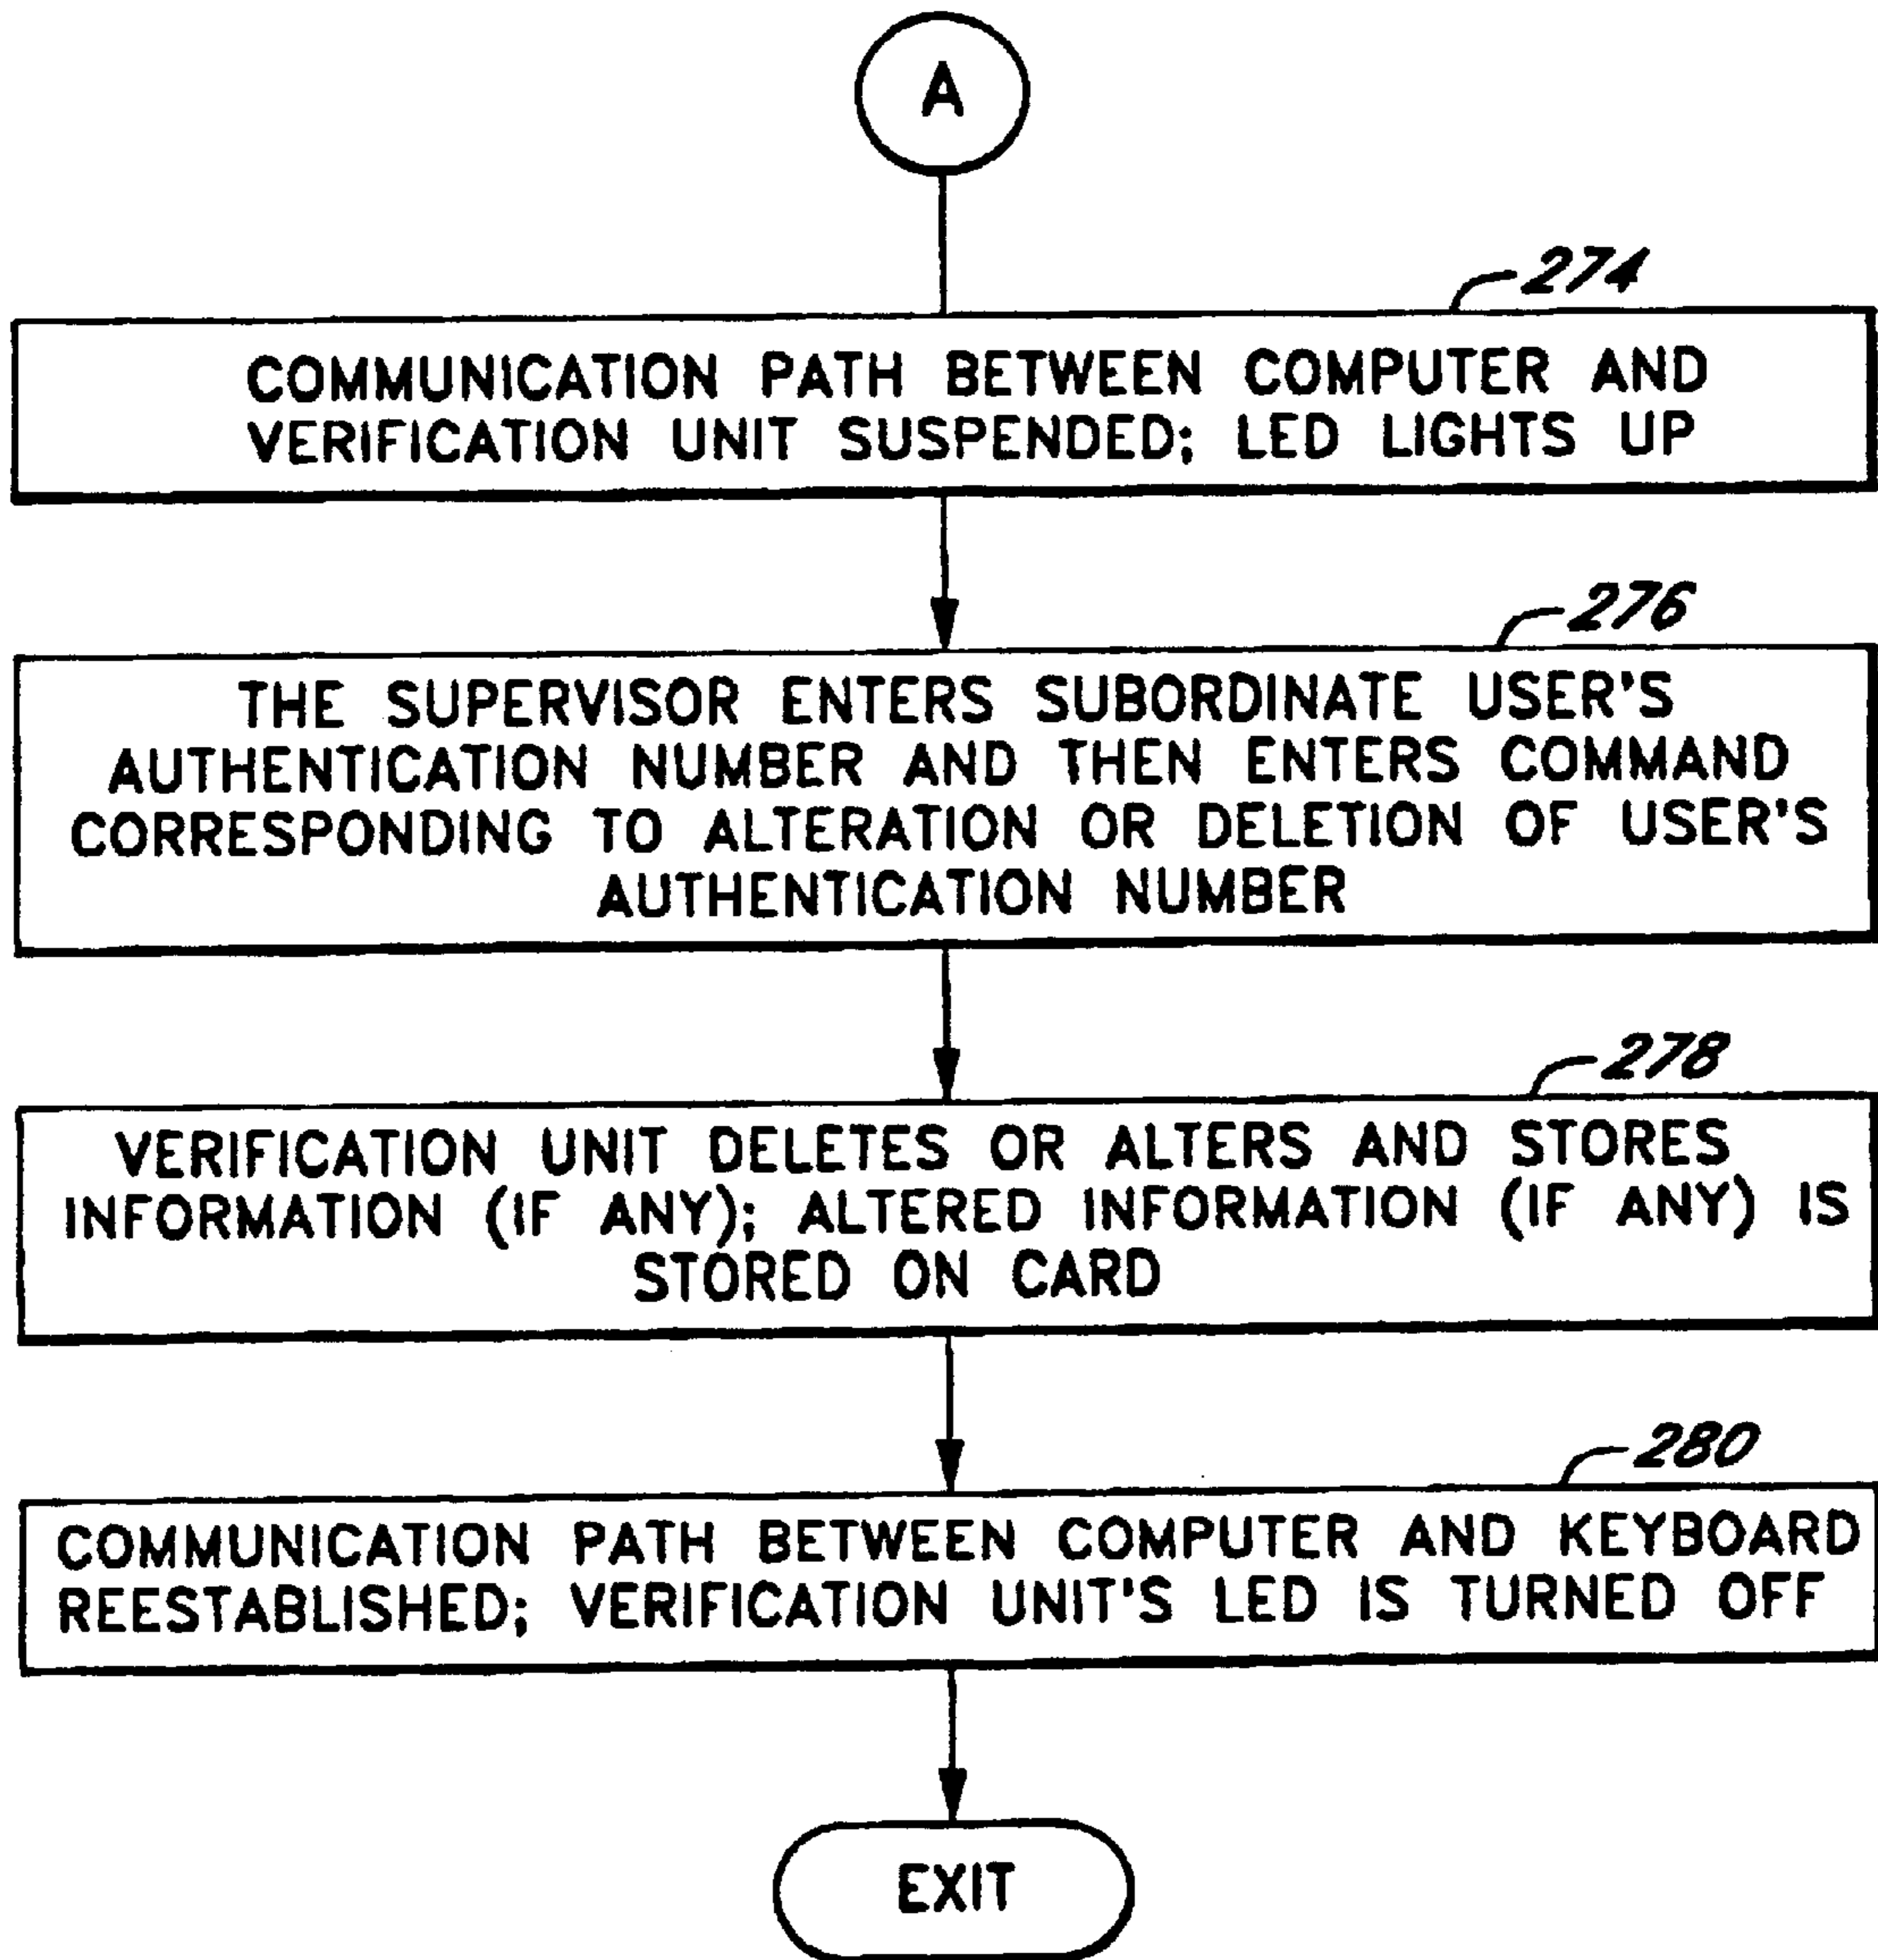 A
274
COMMUNICATION PATH BETWEEN COMPUTER AND
VERIFICATION UNIT SUSPENDED; LED LIGHTS UP
276
THE SUPERVISOR ENTERS SUBORDINATE USER'S
AUTHENTICATION NUMBER AND THEN ENTERS COMMAND
CORRESPONDING TO ALTERATION OR DELETION OF USER'S
AUTHENTICATION NUMBER
278
VERIFICATION UNIT DELETES OR ALTERS AND STORES
INFORMATION (IF ANY); ALTERED INFORMATION (IF ANY) IS
STORED ON CARD
280
COMMUNICATION PATH BETWEEN COMPUTER AND KEYBOARD
REESTABLISHED; VERIFICATION UNIT'S LED IS TURNED OFF
EXIT